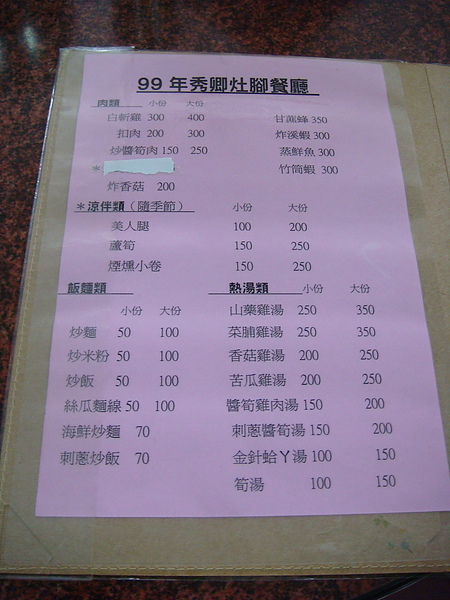 99 年秀卿灶腳餐廳
肉類 小份 大份
白斬雞 300 400 甘蔗蜂 350
扣肉 200 300 炸溪蝦 300
炒醬筍肉 150 250 蒸鮮魚 300
* 竹筒蝦 300
炸香菇 200
*涼伴類（隨季節） 小份 大份
美人腿 100 200
蘆筍 150 250
煙燻小卷 150 250
飯麵類 熱湯類 小份 大份
小份 大份 山藥雞湯 250 350
炒麵 50 100 菜脯雞湯 250 350
炒米粉 50 100 香菇雞湯 200 250
炒飯 50 100 苦瓜雞湯 200 250
絲瓜麵線 50 100 醬筍雞肉湯 150 200
海鮮炒麵 70 刺蔥醬筍湯 150 200
刺蔥炒飯 70 金針蛤ㄚ湯 100 150
筍湯 100 150